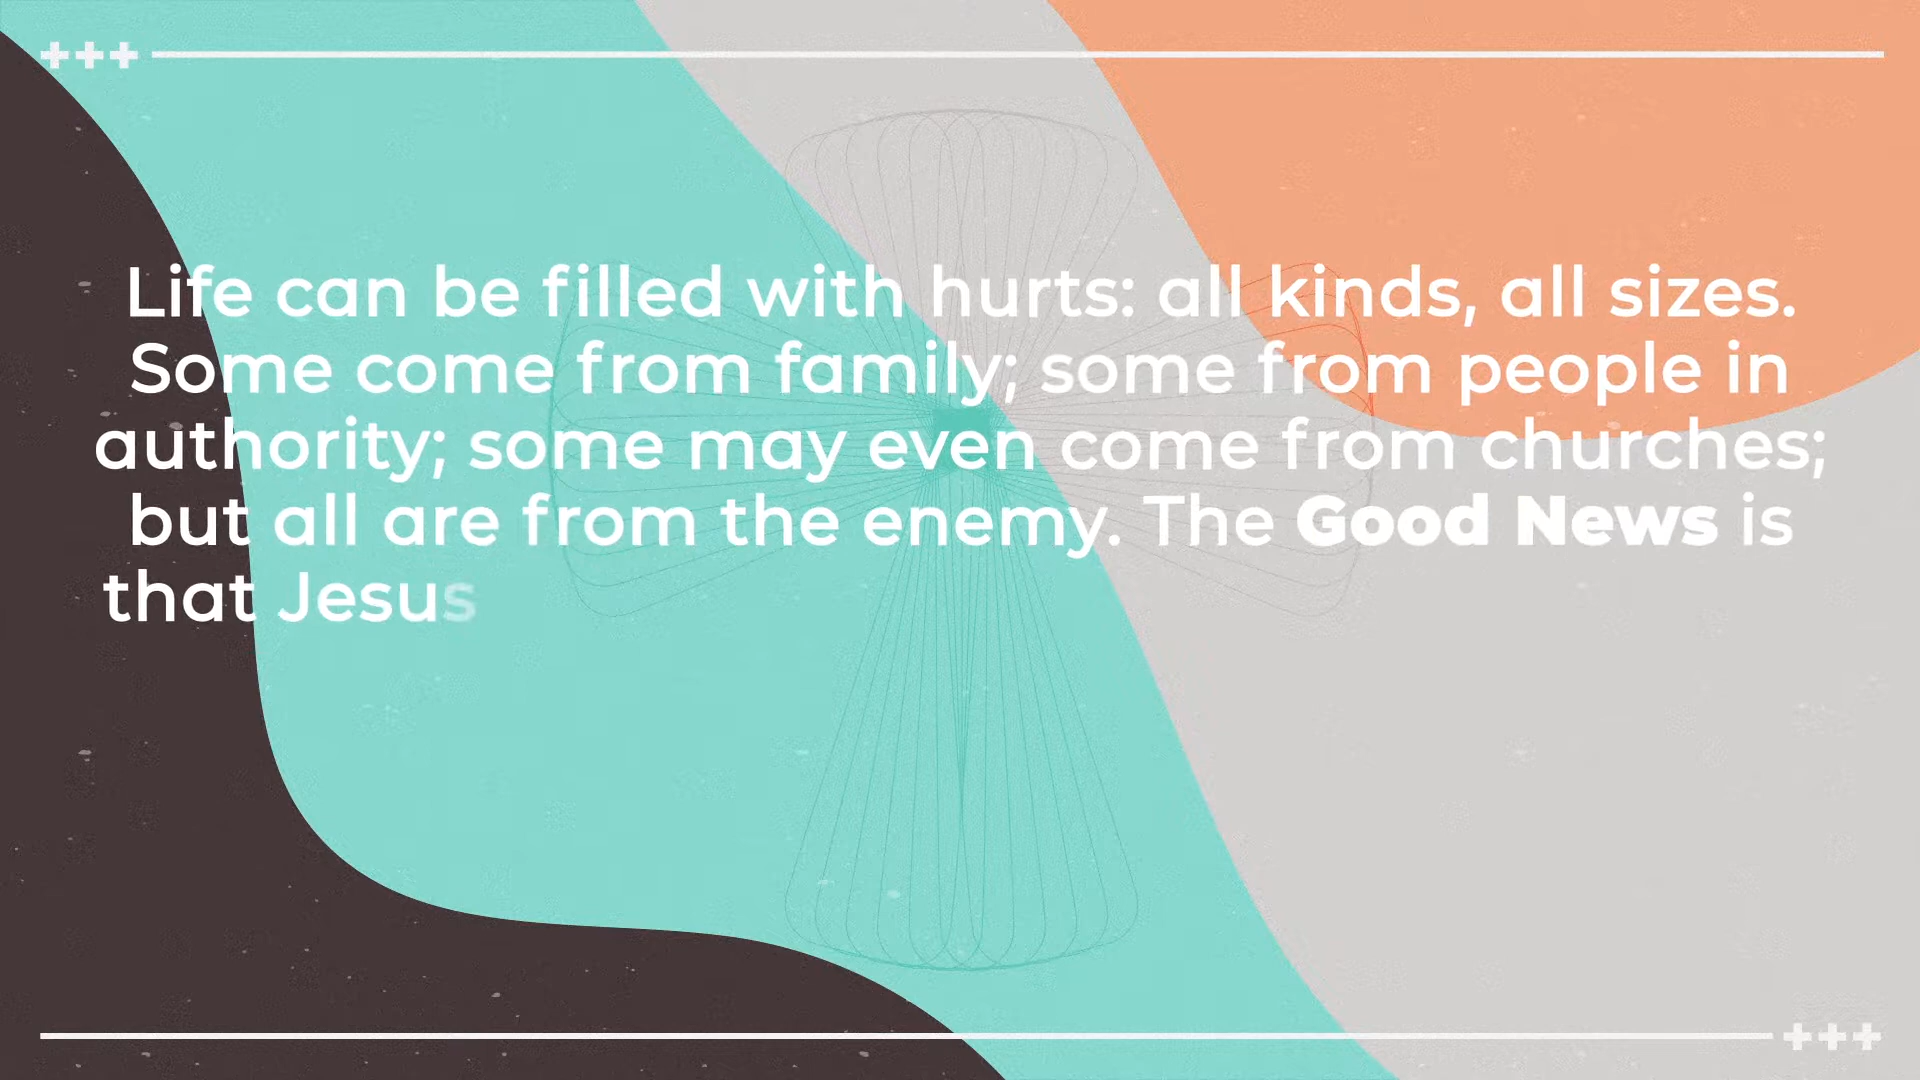 Life can be filled with hurts: all kinds, all sizes.
Some come from family; some from people in
authority; some may even come from churches;
but all are from the enemy. The Good News is
that Jesus